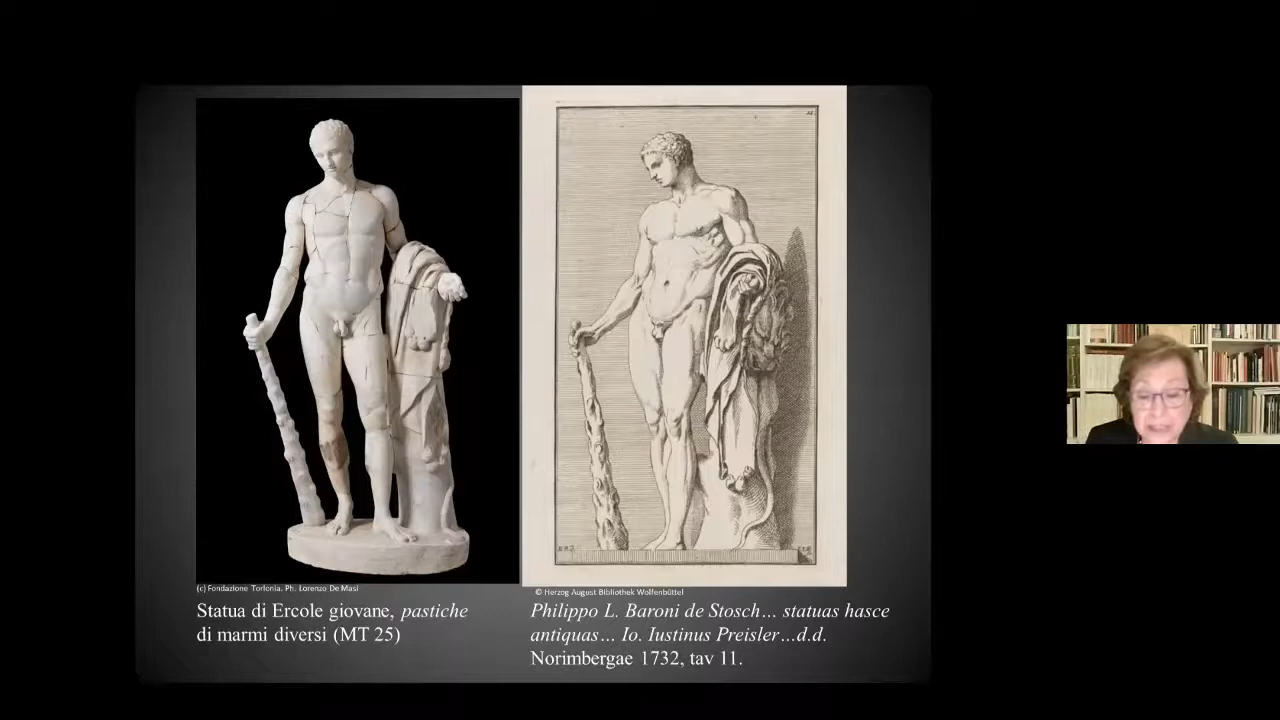 (c) Fondazione Torlonia. Ph. Lorenzo De Masi
Statua di Ercole giovane, pastiche
di marmi diversi (MT 25)
© Herzog August Bibliothek Wolfenbüttel
Philippo L. Baroni de Stosch… statuas hasce
antiquas… Io. Iustinus Preisler…d.d.
Norimbergae 1732, tav 11.